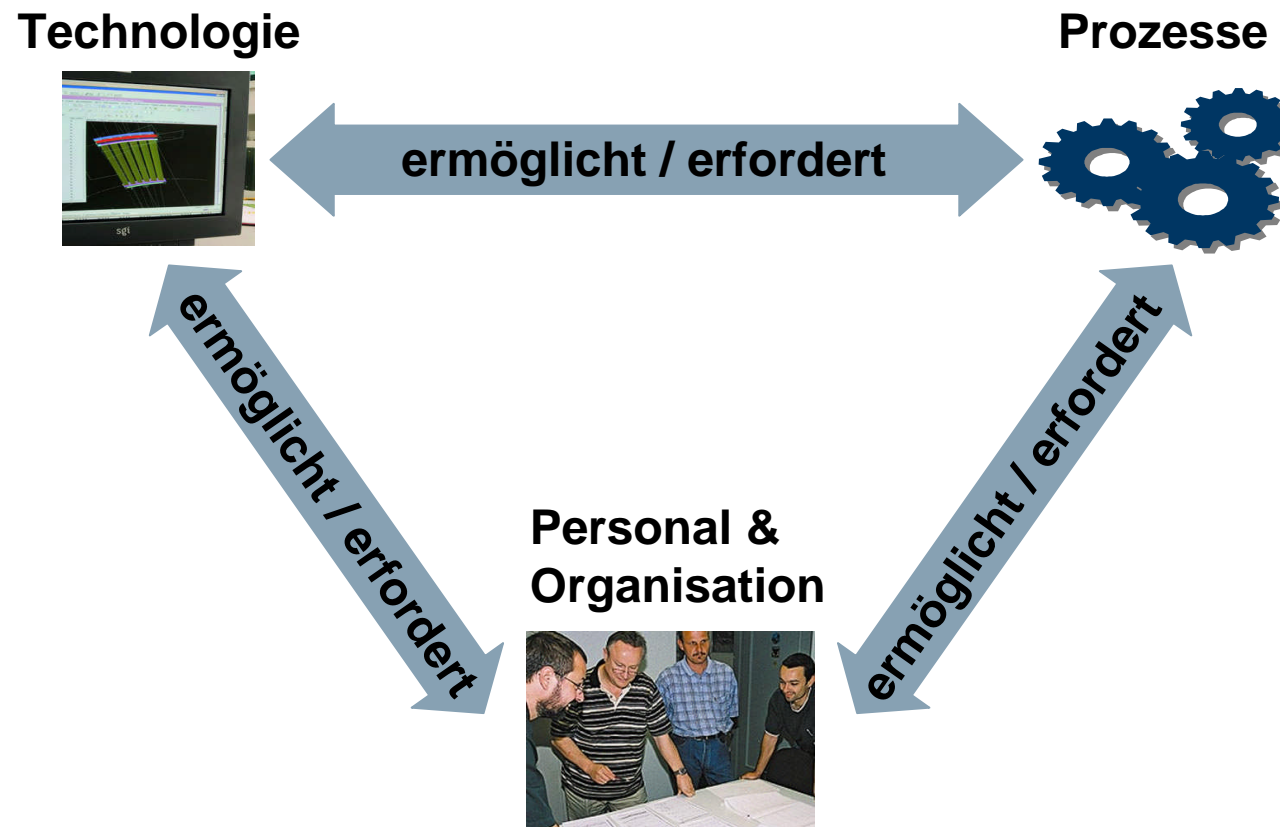 Technologie
Prozesse
sgi
ermöglicht / erfordert
ermöglicht / erfordert
ermöglicht / erfordert
Personal &
Organisation